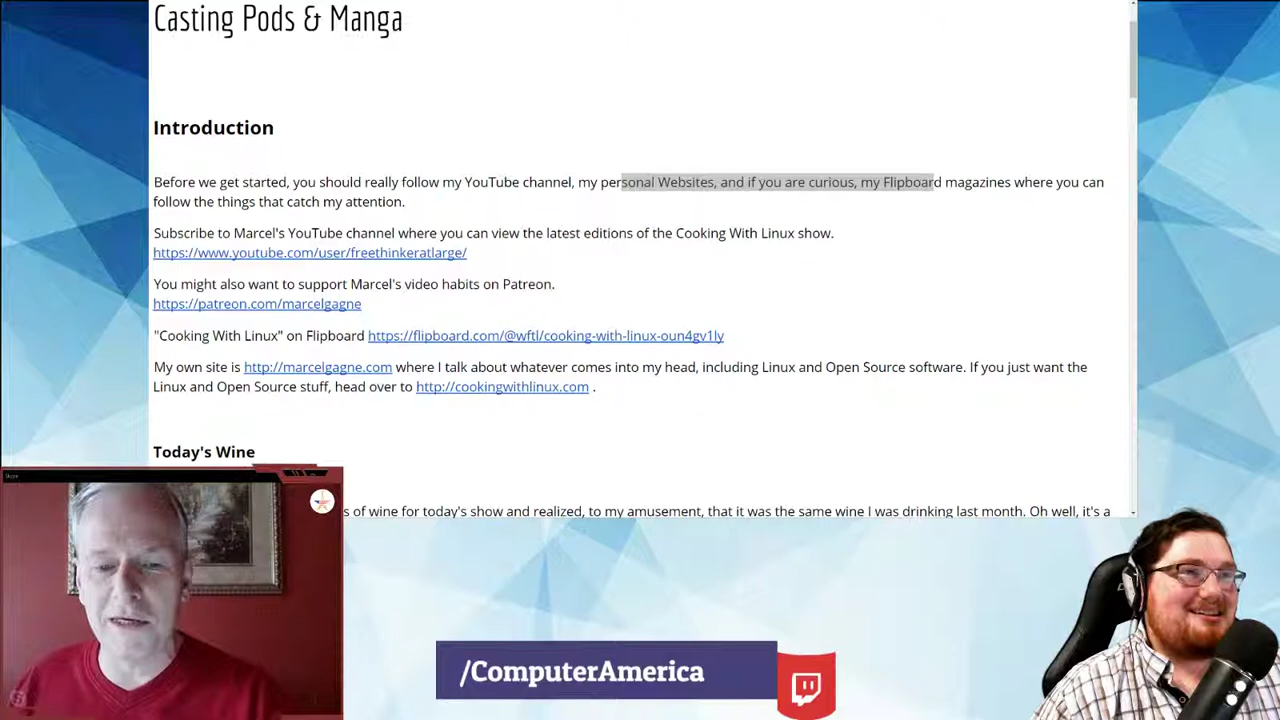 Casting Pods & Manga
Introduction
Before we get started, you should really follow my YouTube channel, my personal Websites, and if you are curious, my Flipboard magazines where you can
follow the things that catch my attention.
Subscribe to Marcel's YouTube channel where you can view the latest editions of the Cooking With Linux show.
https://www.youtube.com/user/freethinkeratlarge/
You might also want to support Marcel's video habits on Patreon.
https://patreon.com/marcelgagne
"Cooking With Linux" on Flipboard https://flipboard.com/@wftl/cooking-with-linux-oun4gv1ly
My own site is http://marcelgagne.com where I talk about whatever comes into my head, including Linux and Open Source software. If you just want the
Linux and Open Source stuff, head over to http://cookingwithlinux.com .
Today's Wine
s of wine for today's show and realized, to my amusement, that it was the same wine I was drinking last month. Oh well, it's a
/ComputerAmerica